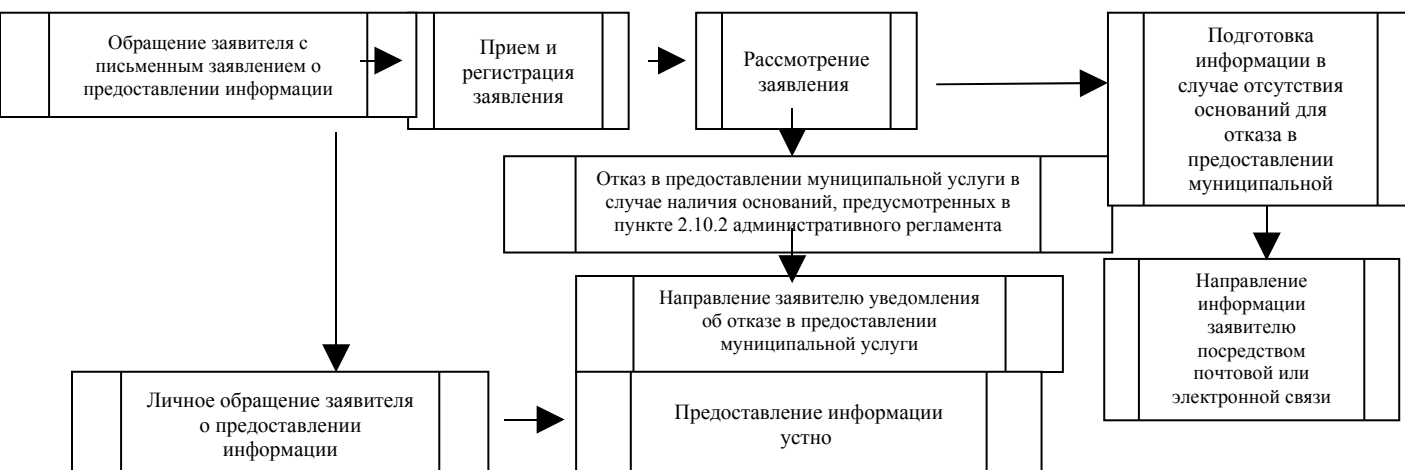 Обращение заявителя с
письменным заявлением о
предоставлении информации
Прием и
регистрация
заявления
Рассмотрение
заявления
Подготовка
информации в
случае отсутствия
оснований для
отказа в
предоставлении
муниципальной
Отказ в предоставлении муниципальной услуги в
случае наличия оснований, предусмотренных в
пункте 2.10.2 административного регламента
Направление заявителю уведомления
об отказе в предоставлении
муниципальной услуги
Направление
информации
заявителю
посредством
почтовой или
электронной связи
Личное обращение заявителя
о предоставлении
информации
Предоставление информации
устно